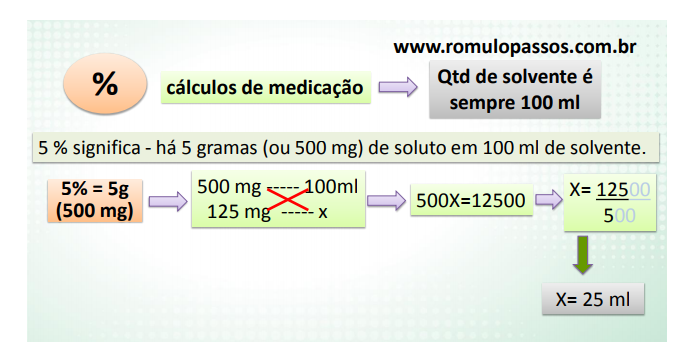 www.romulopassos.com.br
%
cálculos de medicação
Qtd de solvente é
sempre 100 ml
5 % significa - há 5 gramas (ou 500 mg) de soluto em 100 ml de solvente.
5% = 5g
(500 mg)
500 mg ----- 100ml
125 mg ----- x
500X=12500
X= 12500
500
X= 25 ml